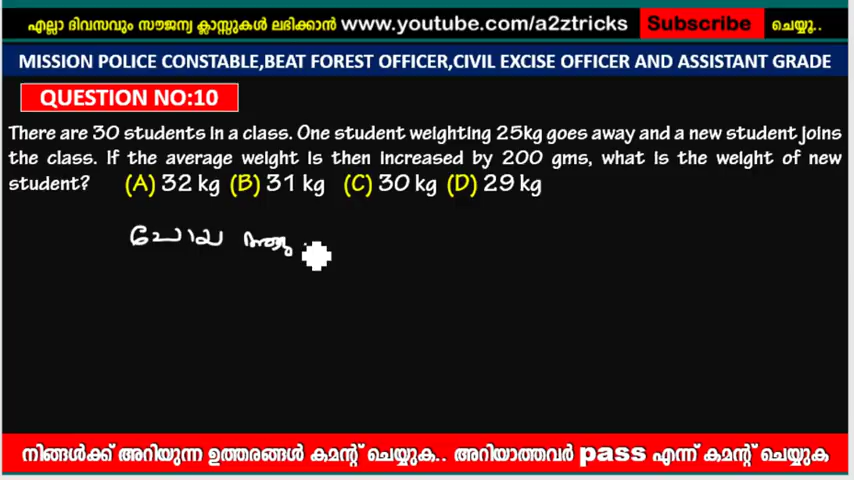 എല്ലാ ദിവസവും സൗജന്യ ക്ലാസ്സുകൾ ലഭിക്കാൻ www.youtube.com/a2ztricks Subscribe ചെയ്യൂ..
MISSION POLICE CONSTABLE,BEAT FOREST OFFICER,CIVIL EXCISE OFFICER AND ASSISTANT GRADE
QUESTION NO:10
There are 30 students in a class. One student weighting 25kg goes away and a new student joins
the class. If the average weight is then increased by 200 gms, what is the weight of new
student? (A) 32 kg (B) 31 kg (C) 30 kg (D) 29 kg
പോയ
നിങ്ങൾക്ക് അറിയുന്ന ഉത്തരങ്ങൾ കമന്റ് ചെയ്യുക.. അറിയാത്തവർ pass എന്ന് കമന്റ് ചെയ്യുക